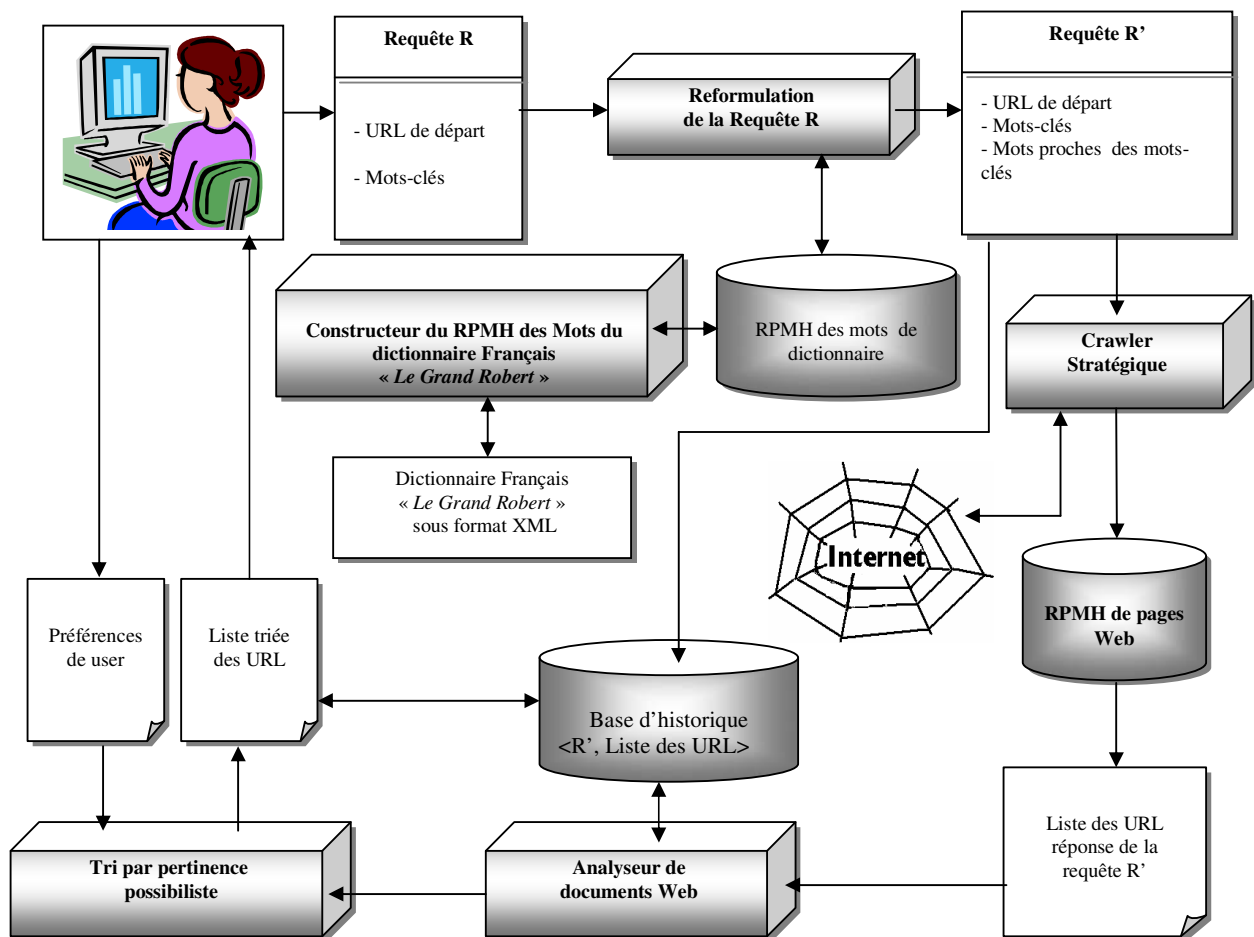 Requête R
- URL de départ
- Mots-clés
Reformulation
de la Requête R
Requête R’
- URL de départ
- Mots-clés
- Mots proches des mots-
clés
Constructeur du RPMH des Mots du
dictionnaire Français
« Le Grand Robert »
RPMH des mots de
dictionnaire
Crawler
Stratégique
Dictionnaire Français
« Le Grand Robert »
sous format XML
Internet
Préférences
de user
Liste triée
des URL
RPMH de pages
Web
Base d’historique
<R’, Liste des URL>
Tri par pertinence
possibiliste
Analyseur de
documents Web
Liste des URL
réponse de la
requête R’